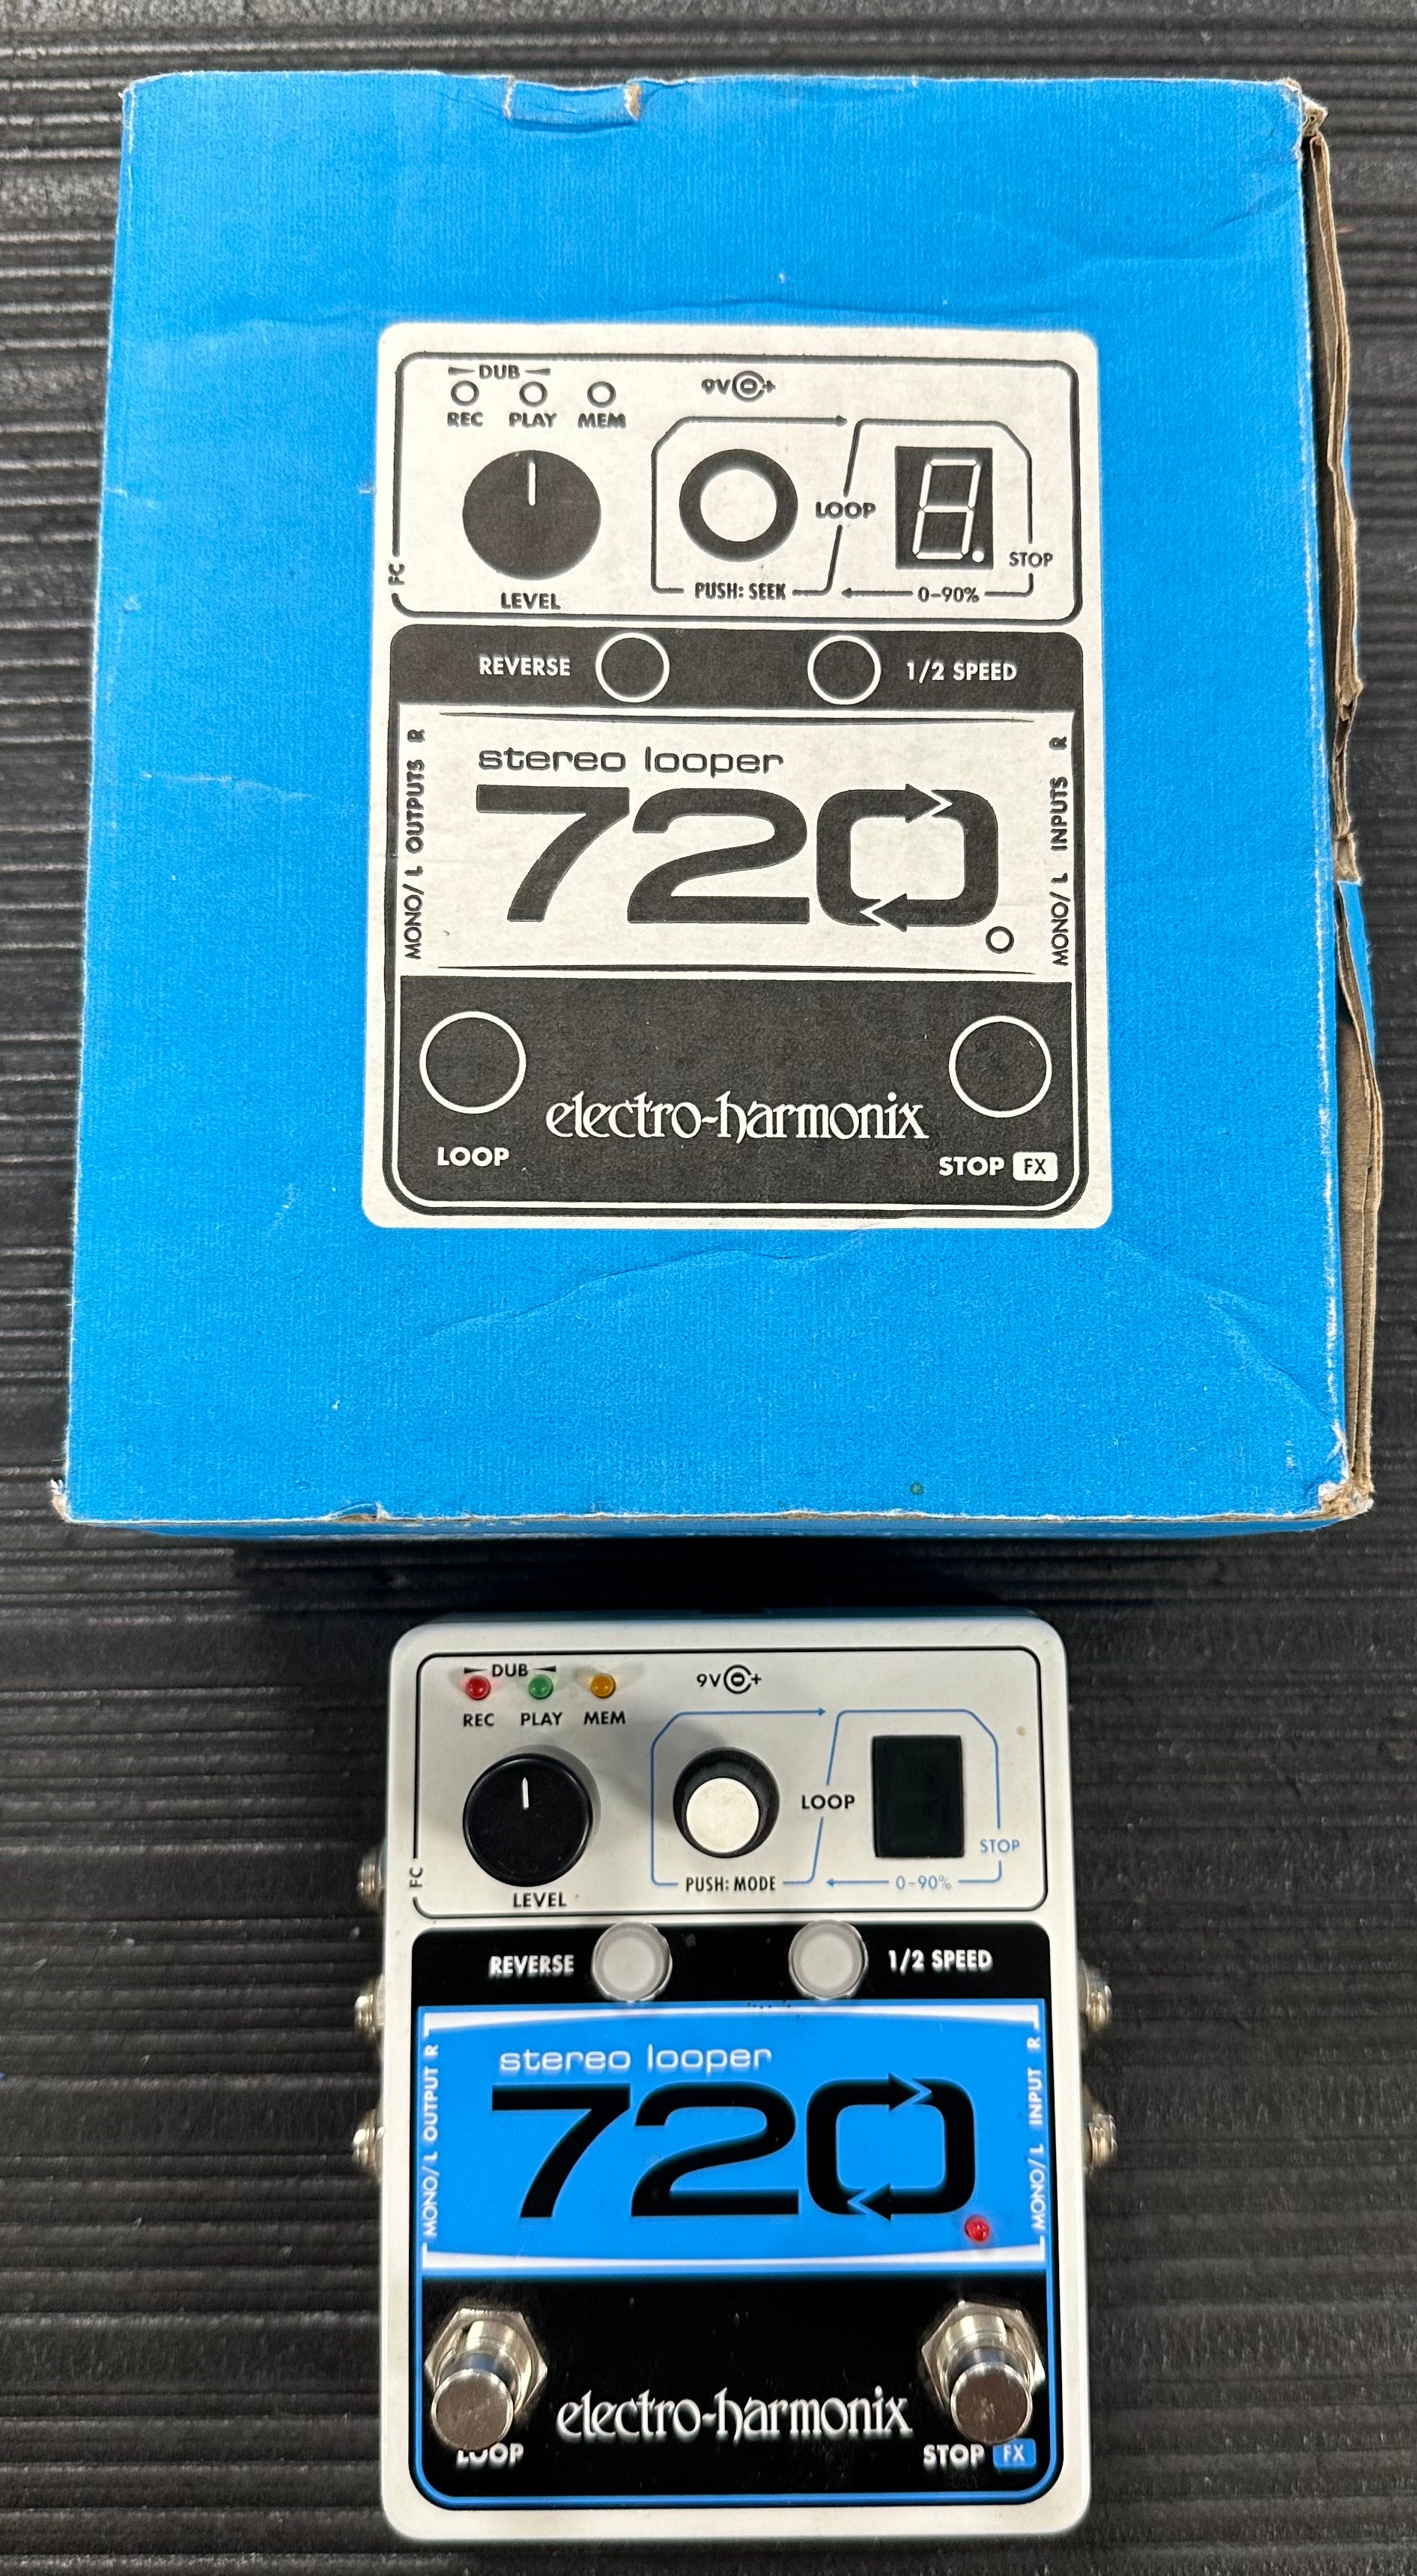 DUB
REC PLAY MEM
9V
LOOP
STOP
FC
LEVEL
PUSH: SEEK
0-90%
REVERSE
1/2 SPEED
MONO/L OUTPUTS R
stereo looper
720
MONO/L INPUTS R
electro-harmonix
LOOP
STOP FX
DUB
REC PLAY MEM
9V +
LOOP
STOP
FC
LEVEL
PUSH: MODE
0-90%
REVERSE
1/2 SPEED
MONO/L OUTPUT R
stereo looper
720
MONO/L INPUT R
electro-harmonix
LOOP
STOP FX